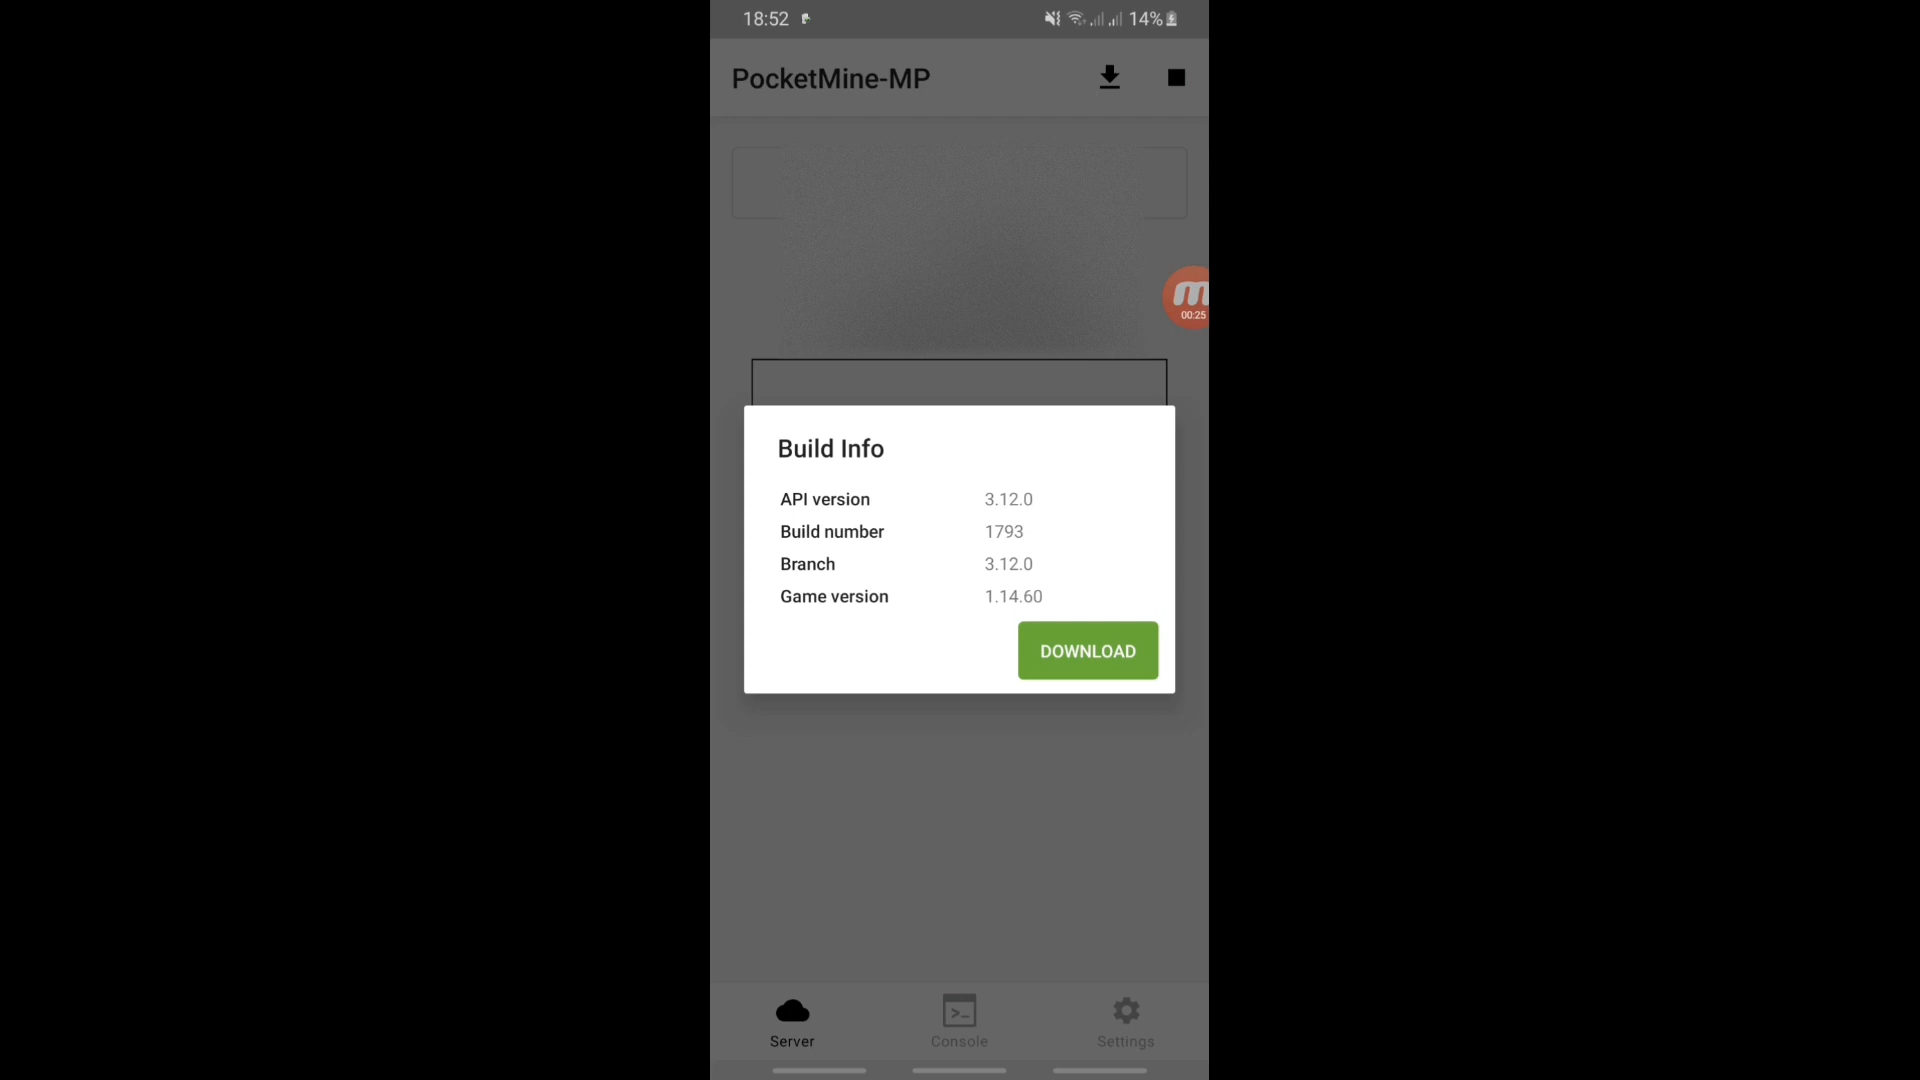 18:52 14%
PocketMine-MP
00:25
Build Info
API version 3.12.0
Build number 1793
Branch 3.12.0
Game version 1.14.60
DOWNLOAD
Server Console Settings